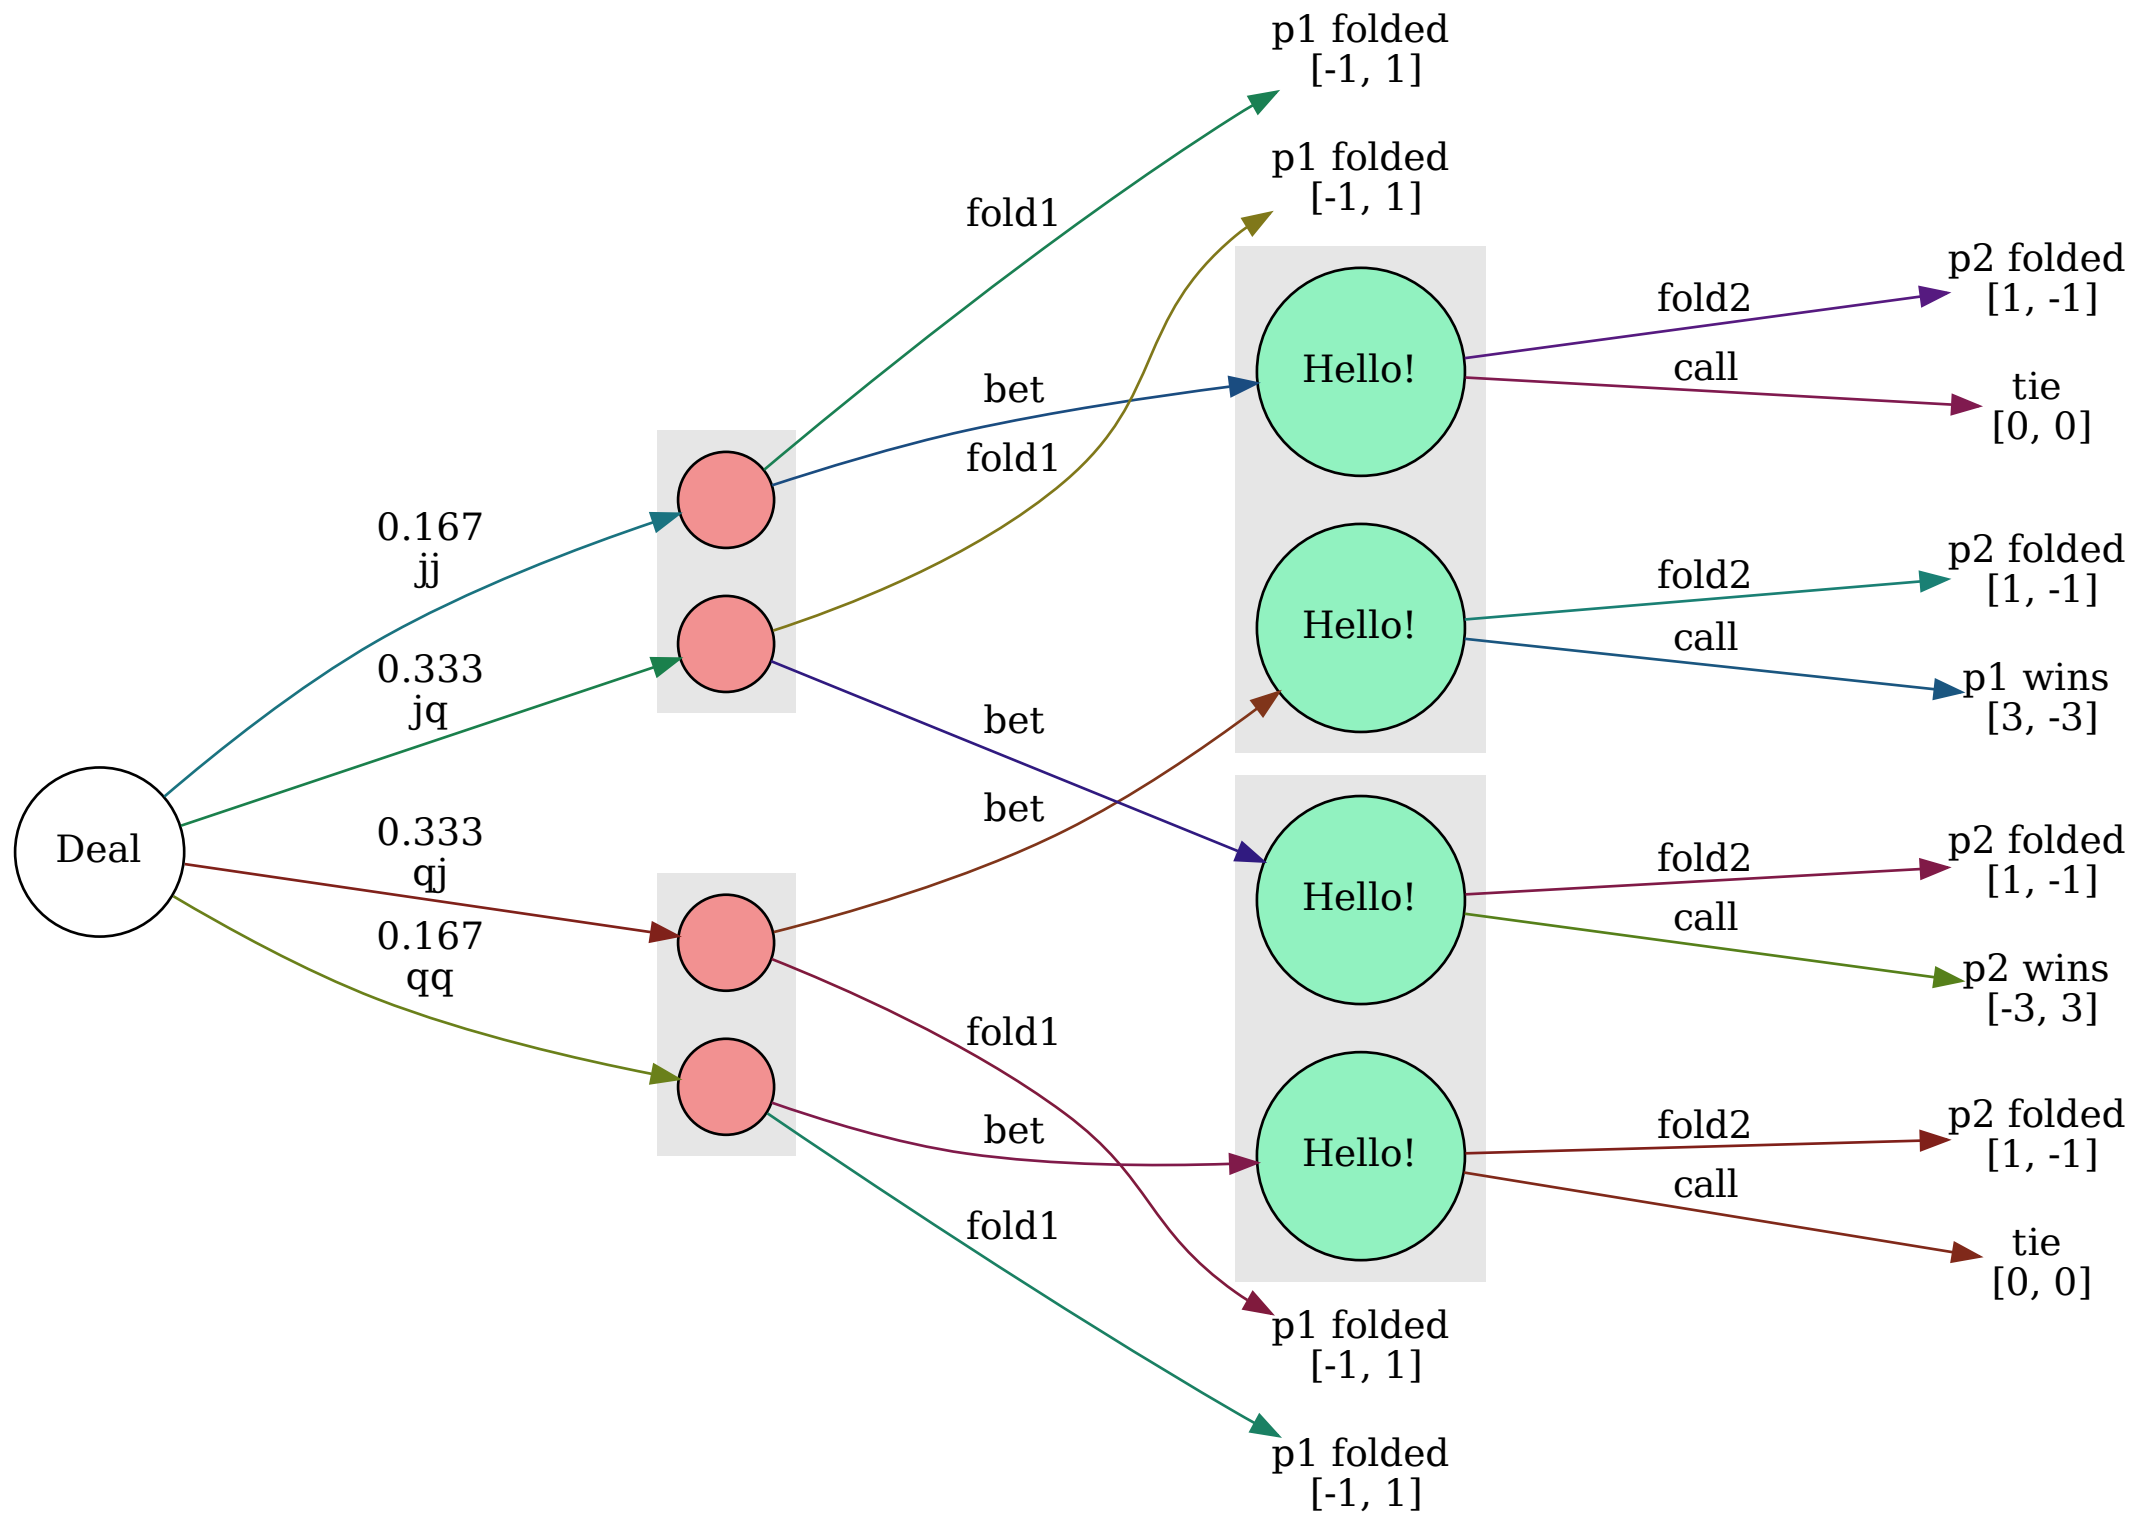 p1 folded
[-1, 1]
p1 folded
[-1, 1]
fold1
p2 folded
[1, -1]
fold2
Hello!
call
tie
[0, 0]
bet
fold1
0.167
jj
p2 folded
[1, -1]
fold2
Hello!
call
p1 wins
[3, -3]
0.333
jq
bet
bet
Deal
0.333
qj
p2 folded
[1, -1]
fold2
Hello!
call
p2 wins
[-3, 3]
0.167
qq
fold1
bet
p2 folded
[1, -1]
fold2
Hello!
call
tie
[0, 0]
fold1
p1 folded
[-1, 1]
p1 folded
[-1, 1]